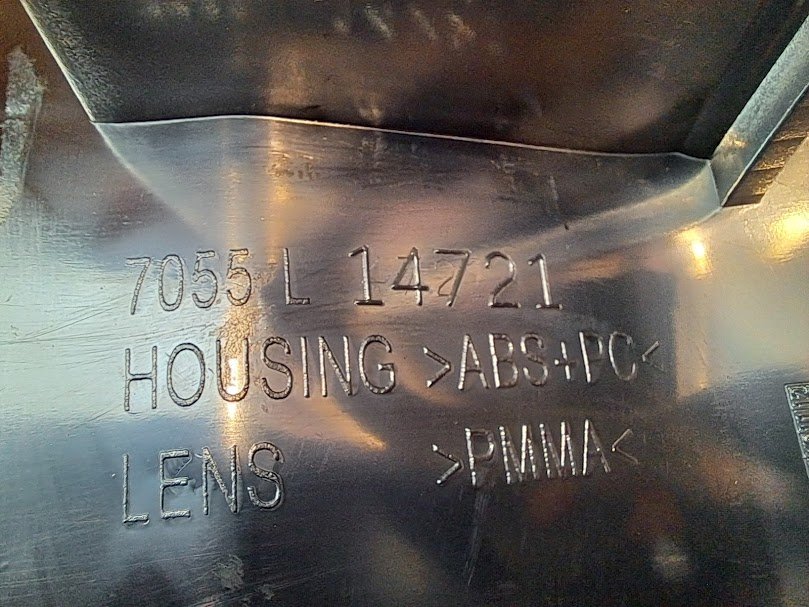 7055 L 14721
HOUSING >ABS+PC<
LENS >PMMA<